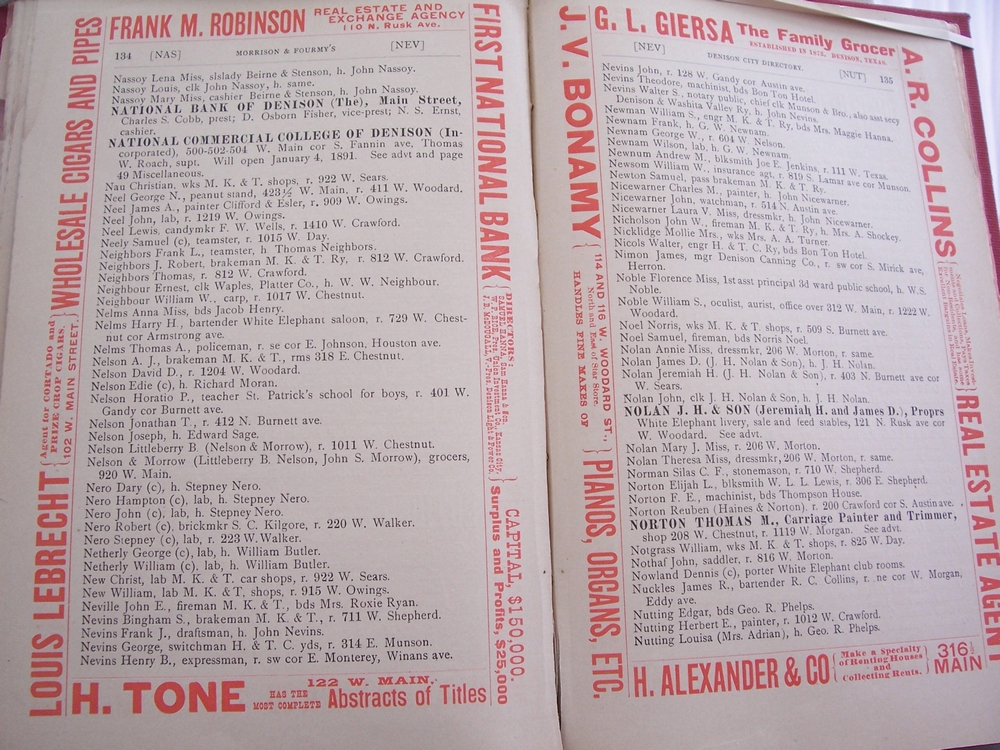 FRANK M. ROBINSON
REAL ESTATE AND
EXCHANGE AGENCY
110 N. Rusk Ave.
134 [NAS] MORRISON & FOURMY'S [NEV]
Nassoy Lena Miss, slslady Beirne & Stenson, h. John Nassoy.
Nassoy Louis, clk John Nassoy, h. same.
Nassoy Mary Miss, cashier Beirne & Stenson, h. John Nassoy.
NATIONAL BANK OF DENISON (The), Main Street,
Charles S. Cobb, prest; D. Osborn Fisher, vice-prest; N. S. Ernst,
cashier.
NATIONAL COMMERCIAL COLLEGE OF DENISON (In-
corporated), 500-502-504 W. Main cor S. Fannin ave, Thomas
W. Roach, supt. Will open January 4, 1891. See advt and page
49 Miscellaneous.
Nau Christian, wks M. K. & T. shops, r. 922 W. Sears.
Neel George N., peanut stand, 423½ W. Main, r. 411 W. Woodard.
Neel James A., painter Clifford & Esler, r. 909 W. Owings.
Neel John, lab, r. 1219 W. Owings.
Neel Lewis, candymkr F. W. Wells, r. 1410 W. Crawford.
Neely Samuel (c), teamster, r. 1015 W. Day.
Neighbors Frank L., teamster, h. Thomas Neighbors.
Neighbors J. Robert, brakeman M. K. & T. Ry, r. 812 W. Crawford.
Neighbors Thomas, r. 812 W. Crawford.
Neighbour Ernest, clk Waples, Platter Co., h. W. W. Neighbour.
Neighbour William W., carp, r. 1017 W. Chestnut.
Nelms Anna Miss, bds Jacob Henry.
Nelms Harry H., bartender White Elephant saloon, r. 729 W. Chest-
nut cor Armstrong ave.
Nelms Thomas A., policeman, r. se cor E. Johnson, Houston ave.
Nelson A. J., brakeman M. K. & T., rms 318 E. Chestnut.
Nelson David D., r. 1204 W. Woodard.
Nelson Edie (c), h. Richard Moran.
Nelson Horatio P., teacher St. Patrick's school for boys, r. 401 W.
Gandy cor Burnett ave.
Nelson Jonathan T., r. 412 N. Burnett ave.
Nelson Joseph, h. Edward Sage.
Nelson Littleberry B. (Nelson & Morrow), r. 1011 W. Chestnut.
Nelson & Morrow (Littleberry B. Nelson, John S. Morrow), grocers,
920 W. Main.
Nero Dary (c), h. Stepney Nero.
Nero Hampton (c), lab, h. Stepney Nero.
Nero John (c), lab, h. Stepney Nero.
Nero Robert (c), brickmkr S. C. Kilgore, r. 220 W. Walker.
Nero Stepney (c), lab, r. 223 W. Walker.
Netherly George (c), lab, h. William Butler.
Netherly William (c), lab, h. William Butler.
New Christ, lab M. K. & T. car shops, r. 922 W. Sears.
New William, lab M. K. & T, shops, r. 915 W. Owings.
Neville John E., fireman M. K. & T., bds Mrs. Roxie Ryan.
Nevins Bingham S., brakeman M. K. & T., r. 711 W. Shepherd.
Nevins Frank J., draftsman, h. John Nevins.
Nevins George, switchman H. & T. C. yds, r. 314 E. Munson.
Nevins Henry B., expressman, r. sw cor E. Monterey, Winans ave.
H. TONE
HAS THE
MOST COMPLETE
122 W. MAIN.
Abstracts of Titles
LOUIS LEBRECHT
Agent for CORTADO and
PRIZE CROP CIGARS.
102 W. MAIN STREET.
WHOLESALE CIGARS AND PIPES
FIRST NATIONAL BANK
DIRECTORS:
CAPITAL, $150,000.
Surplus and Profits, $25,000
G. L. GIERSA
The Family Grocer
ESTABLISHED IN 1873. DENISON, TEXAS.
[NEV] DENISON CITY DIRECTORY. [NUT] 135
Nevins John, r. 128 W. Gandy cor Austin ave.
Nevins Theodore, machinist, bds Bon Ton Hotel.
Nevins Walter S., notary public, chief clk Munson & Bro., also asst secy
Denison & Washita Valley Ry, h. John Nevins.
Newman William S., engr M. K. & T. Ry, bds Mrs. Maggie Hanna.
Newnam Frank, h. G. W. Newnam.
Newnam George W., r. 604 W. Nelson.
Newnam Wilson, lab, h. G. W. Newnam.
Newnum Andrew M., blksmith Joe E. Jenkins, r. 111 W. Texas.
Newsom William W., insurance agt, r. 819 S. Lamar ave cor Munson.
Newton Samuel, pass brakeman M. K. & T. Ry.
Nicewarner Charles M., painter, h. John Nicewarner.
Nicewarner John, watchman, r. 514 N. Austin ave.
Nicewarner Laura V. Miss, dressmkr, h. John Nicewarner.
Nicholson John W., fireman M. K. & T. Ry, h. Mrs. A. Shockey.
Nicklidge Mollie Mrs., wks Mrs. A. A. Turner.
Nicols Walter, engr H. & T. C. Ry, bds Bon Ton Hotel.
Nimon James, mgr Denison Canning Co., r. sw cor S. Mirick ave,
Herron.
Noble Florence Miss, 1st asst principal 3d ward public school, h. W.S.
Noble.
Noble William S., oculist, aurist, office over 312 W. Main, r. 1222 W.
Woodard.
Noel Norris, wks M. K. & T. shops, r. 509 S. Burnett ave.
Noel Samuel, fireman, bds Norris Noel.
Nolan Annie Miss, dressmkr, 206 W. Morton, r. same.
Nolan James D. (J. H. Nolan & Son), h. J. H. Nolan.
Nolan Jeremiah H. (J. H. Nolan & Son), r. 403 N. Burnett ave cor
W. Sears.
Nolan John, clk J. H. Nolan & Son, h. J. H. Nolan.
NOLAN J. H. & SON (Jeremiah H. and James D.), Proprs
White Elephant livery, sale and feed stables, 121 N. Rusk ave cor
W. Woodard. See advt.
Nolan Mary J. Miss, r. 206 W. Morton.
Nolan Theresa Miss, dressmkr, 206 W. Morton, r. same.
Norman Silas C. F., stonemason, r. 710 W. Shepherd.
Norton Elijah L., blksmith W. L. L. Lewis, r. 306 E. Shepherd.
Norton F. E., machinist, bds Thompson House.
Norton Reuben (Haines & Norton). r. 200 Crawford cor S. Austin ave.
NORTON THOMAS M., Carriage Painter and Trimmer,
shop 208 W. Chestnut, r. 1119 W. Morgan. See advt.
Notgrass William, wks M. K. & T. shops, r. 825 W. Day.
Nothaf John, saddler, r. 816 W. Morton.
Nowland Dennis (c), porter White Elephant club rooms.
Nuckles James R., bartender R. C. Collins, r. ne cor W. Morgan,
Eddy ave.
Nutting Edgar, bds Geo. R. Phelps.
Nutting Herbert E., painter, r. 1012 W. Crawford.
Nutting Louisa (Mrs. Adrian), h. Geo. R. Phelps.
H. ALEXANDER & CO
Make a Specialty
of Renting Houses
and
Collecting Rents.
316½
MAIN
J. V. BONAMY
114 AND 116 W. WOODARD ST.,
North and East of Star Store.
HANDLES FINE MAKES OF
PIANOS, ORGANS, ETC.
A. R. COLLINS
REAL ESTATE AGENT